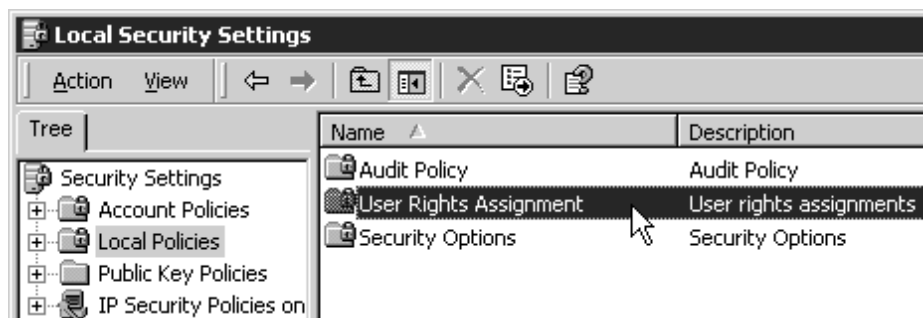 Local Security Settings
Action View
Tree
Name Description
Security Settings
Account Policies
Local Policies
Public Key Policies
IP Security Policies on
Audit Policy Audit Policy
User Rights Assignment User rights assignments
Security Options Security Options